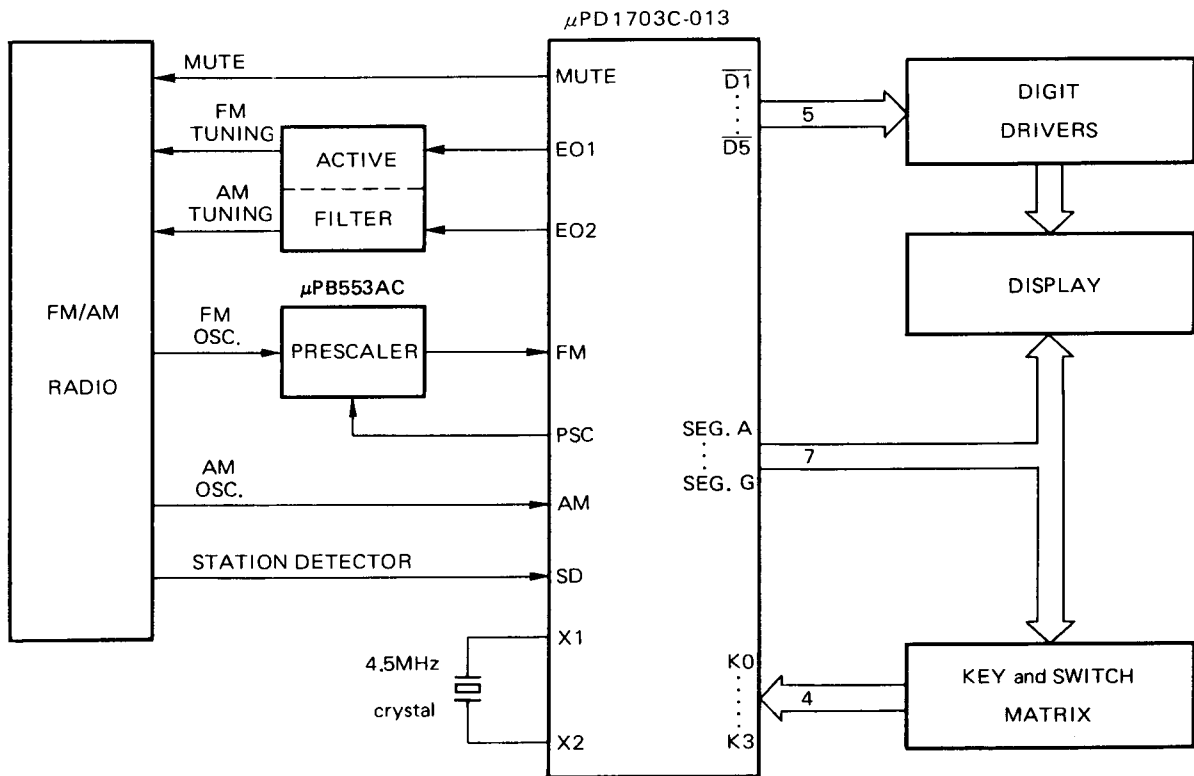 μPD1703C-013
MUTE
FM
TUNING
AM
TUNING
ACTIVE
FILTER
μPB553AC
FM/AM
RADIO
FM
OSC.
PRESCALER
AM
OSC.
STATION DETECTOR
4.5MHz
crystal
MUTE
EO1
EO2
FM
PSC
AM
SD
X1
X2
D1
D5
5
SEG. A
SEG. G
7
K0
K3
4
DIGIT
DRIVERS
DISPLAY
KEY and SWITCH
MATRIX